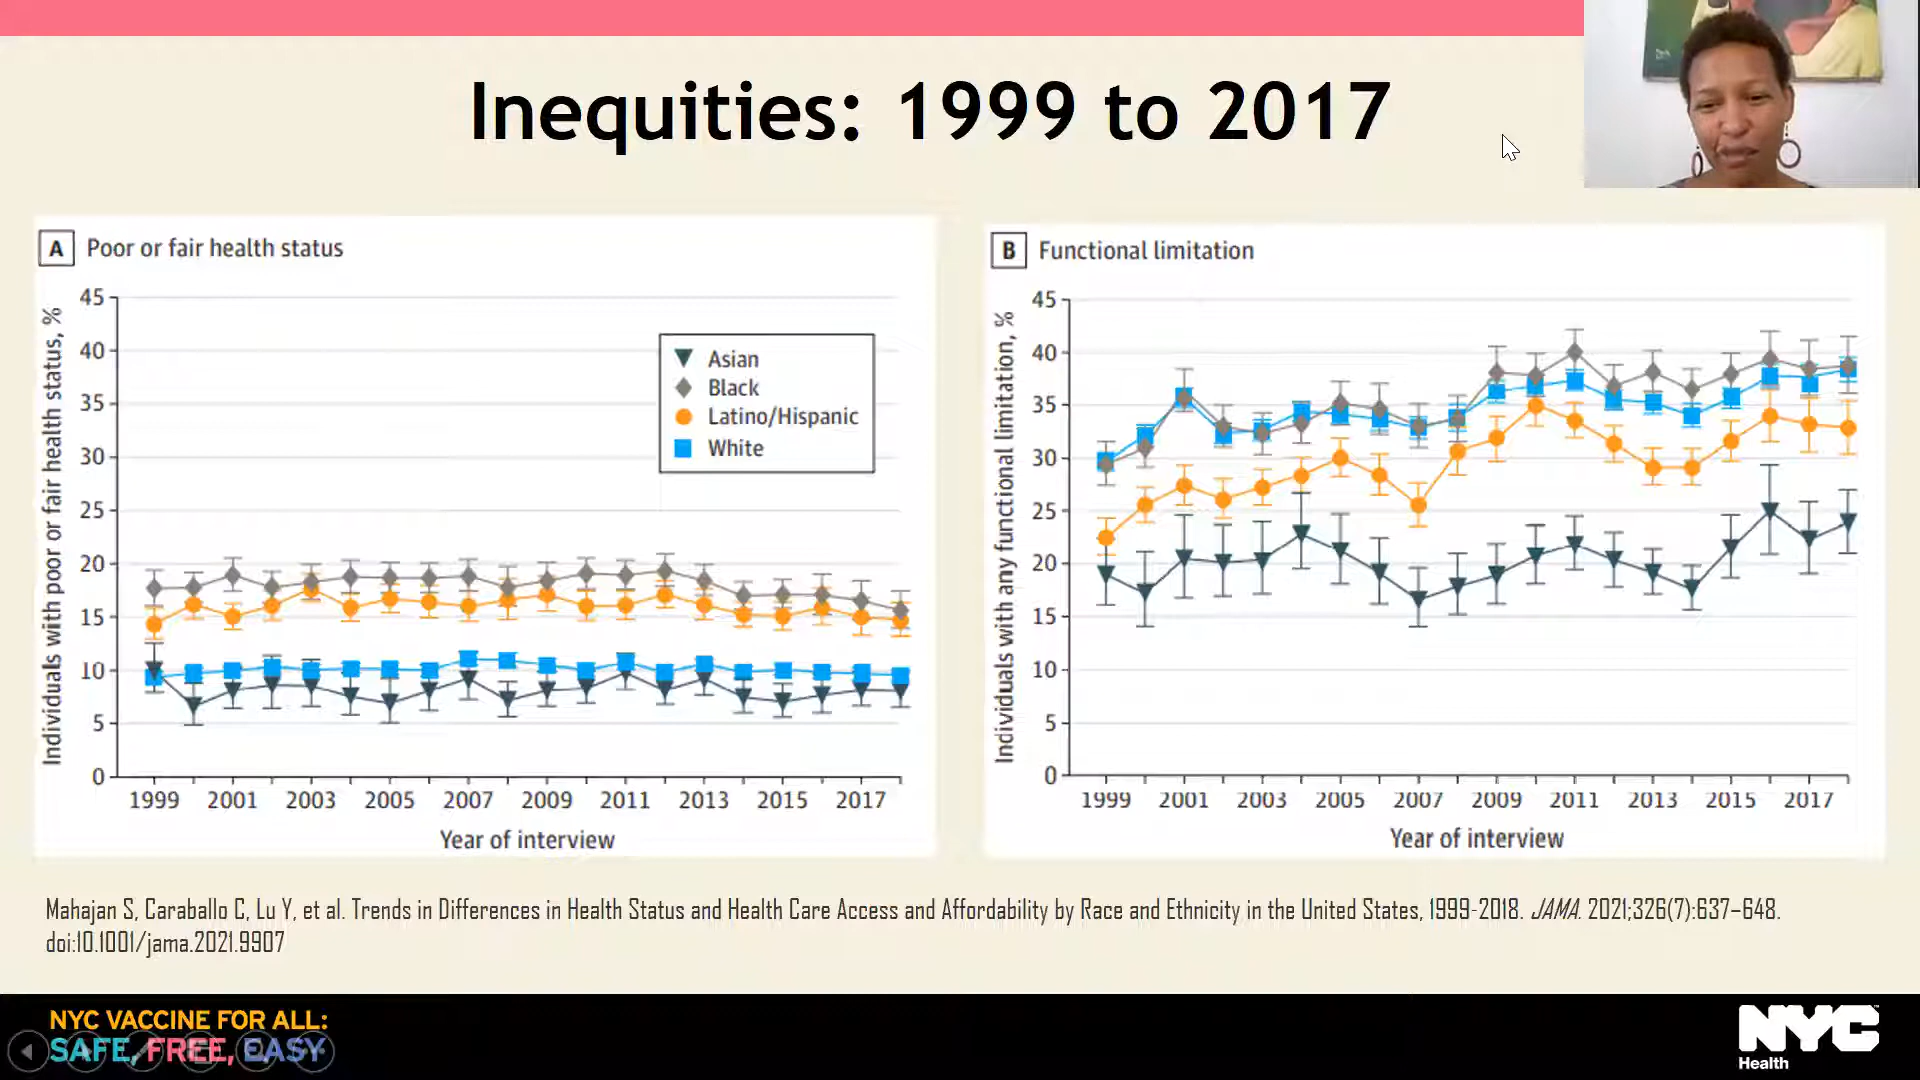 Inequities: 1999 to 2017
A Poor or fair health status
Individuals with poor or fair health status, %
45
40
35
30
25
20
15
10
5
0
Asian
Black
Latino/Hispanic
White
1999 2001 2003 2005 2007 2009 2011 2013 2015 2017
Year of interview
B Functional limitation
Individuals with any functional limitation, %
45
40
35
30
25
20
15
10
5
0
1999 2001 2003 2005 2007 2009 2011 2013 2015 2017
Year of interview
Mahajan S, Caraballo C, Lu Y, et al. Trends in Differences in Health Status and Health Care Access and Affordability by Race and Ethnicity in the United States, 1999-2018. JAMA. 2021;326(7):637–648.
doi:10.1001/jama.2021.9907
NYC VACCINE FOR ALL:
SAFE, FREE, EASY
NYC
Health